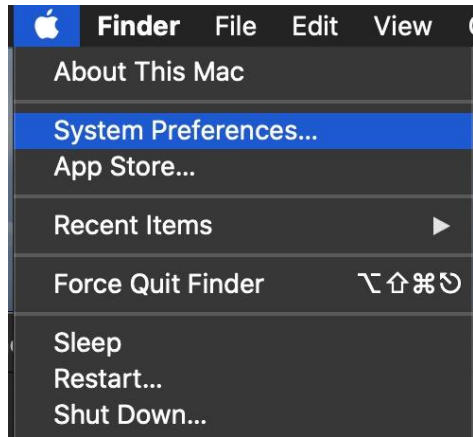 Finder File Edit View
About This Mac
System Preferences...
App Store...
Recent Items ▶
Force Quit Finder ⌥⇧⌘⎋
Sleep
Restart...
Shut Down...